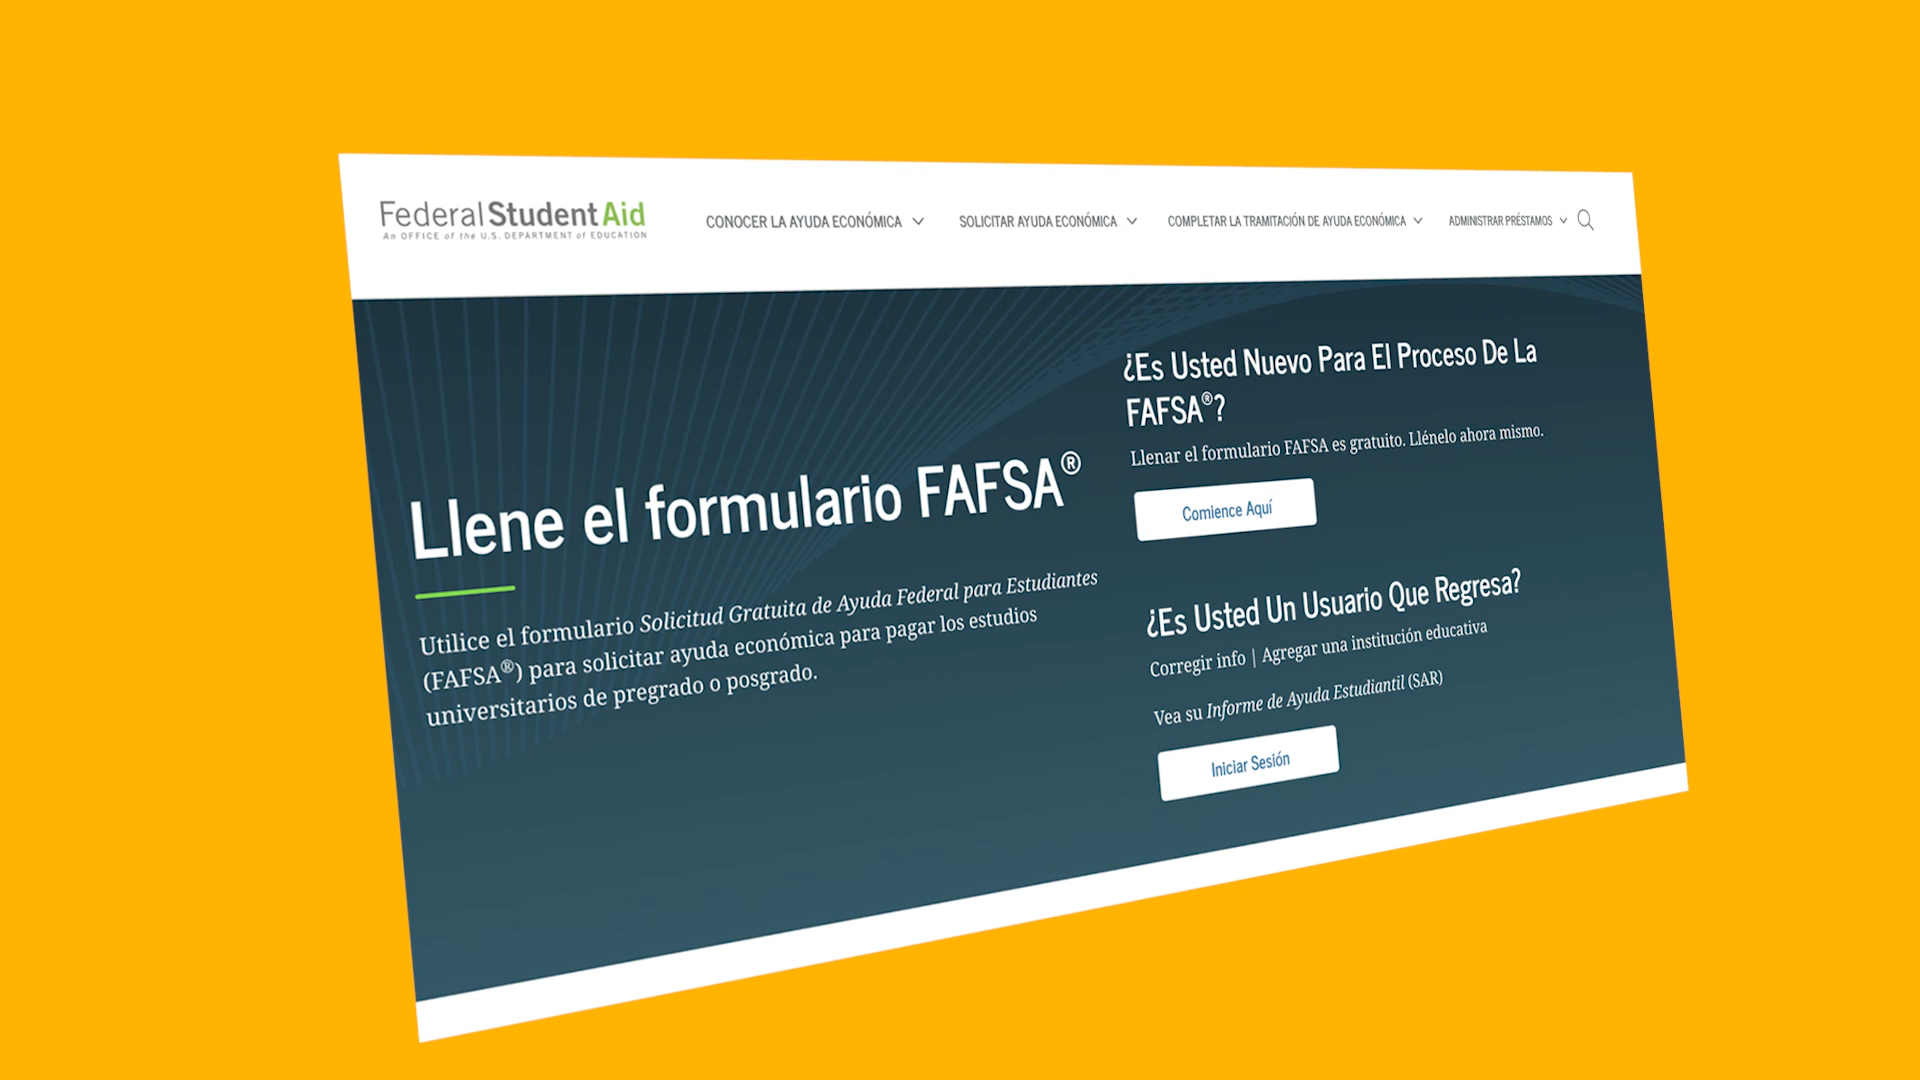 Federal Student Aid
An OFFICE of the U.S. DEPARTMENT of EDUCATION
CONOCER LA AYUDA ECONÓMICA
SOLICITAR AYUDA ECONÓMICA
COMPLETAR LA TRAMITACIÓN DE AYUDA ECONÓMICA
ADMINISTRAR PRÉSTAMOS
Llene el formulario FAFSA®
Utilice el formulario Solicitud Gratuita de Ayuda Federal para Estudiantes
(FAFSA®) para solicitar ayuda económica para pagar los estudios
universitarios de pregrado o posgrado.
¿Es Usted Nuevo Para El Proceso De La
FAFSA®?
Llenar el formulario FAFSA es gratuito. Llénelo ahora mismo.
Comience Aquí
¿Es Usted Un Usuario Que Regresa?
Corregir info | Agregar una institución educativa
Vea su Informe de Ayuda Estudiantil (SAR)
Iniciar Sesión